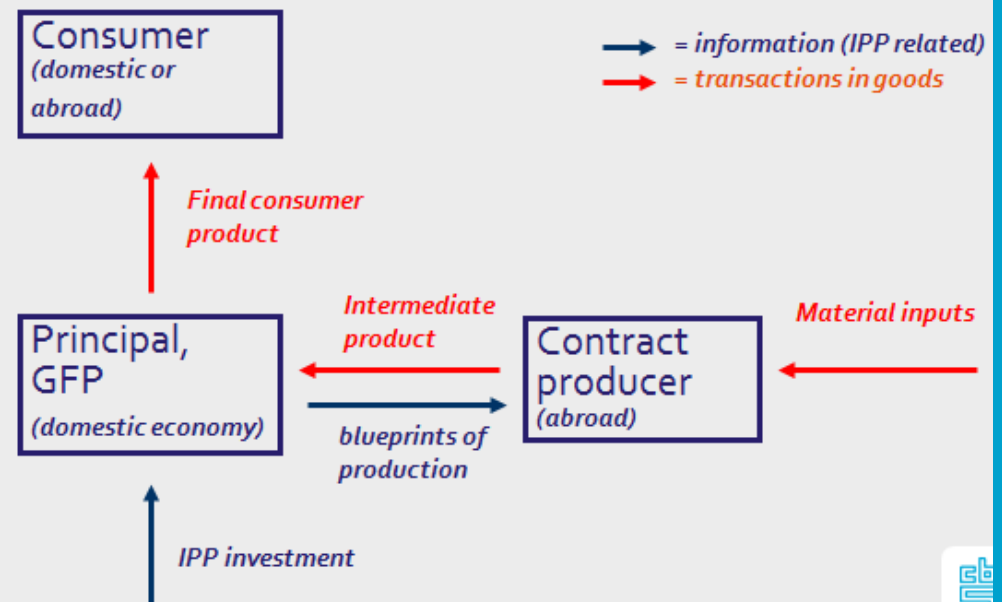 Consumer
(domestic or
abroad)
= information (IPP related)
= transactions in goods
Final consumer
product
Principal,
GFP
(domestic economy)
Intermediate
product
blueprints of
production
Contract
producer
(abroad)
Material inputs
IPP investment